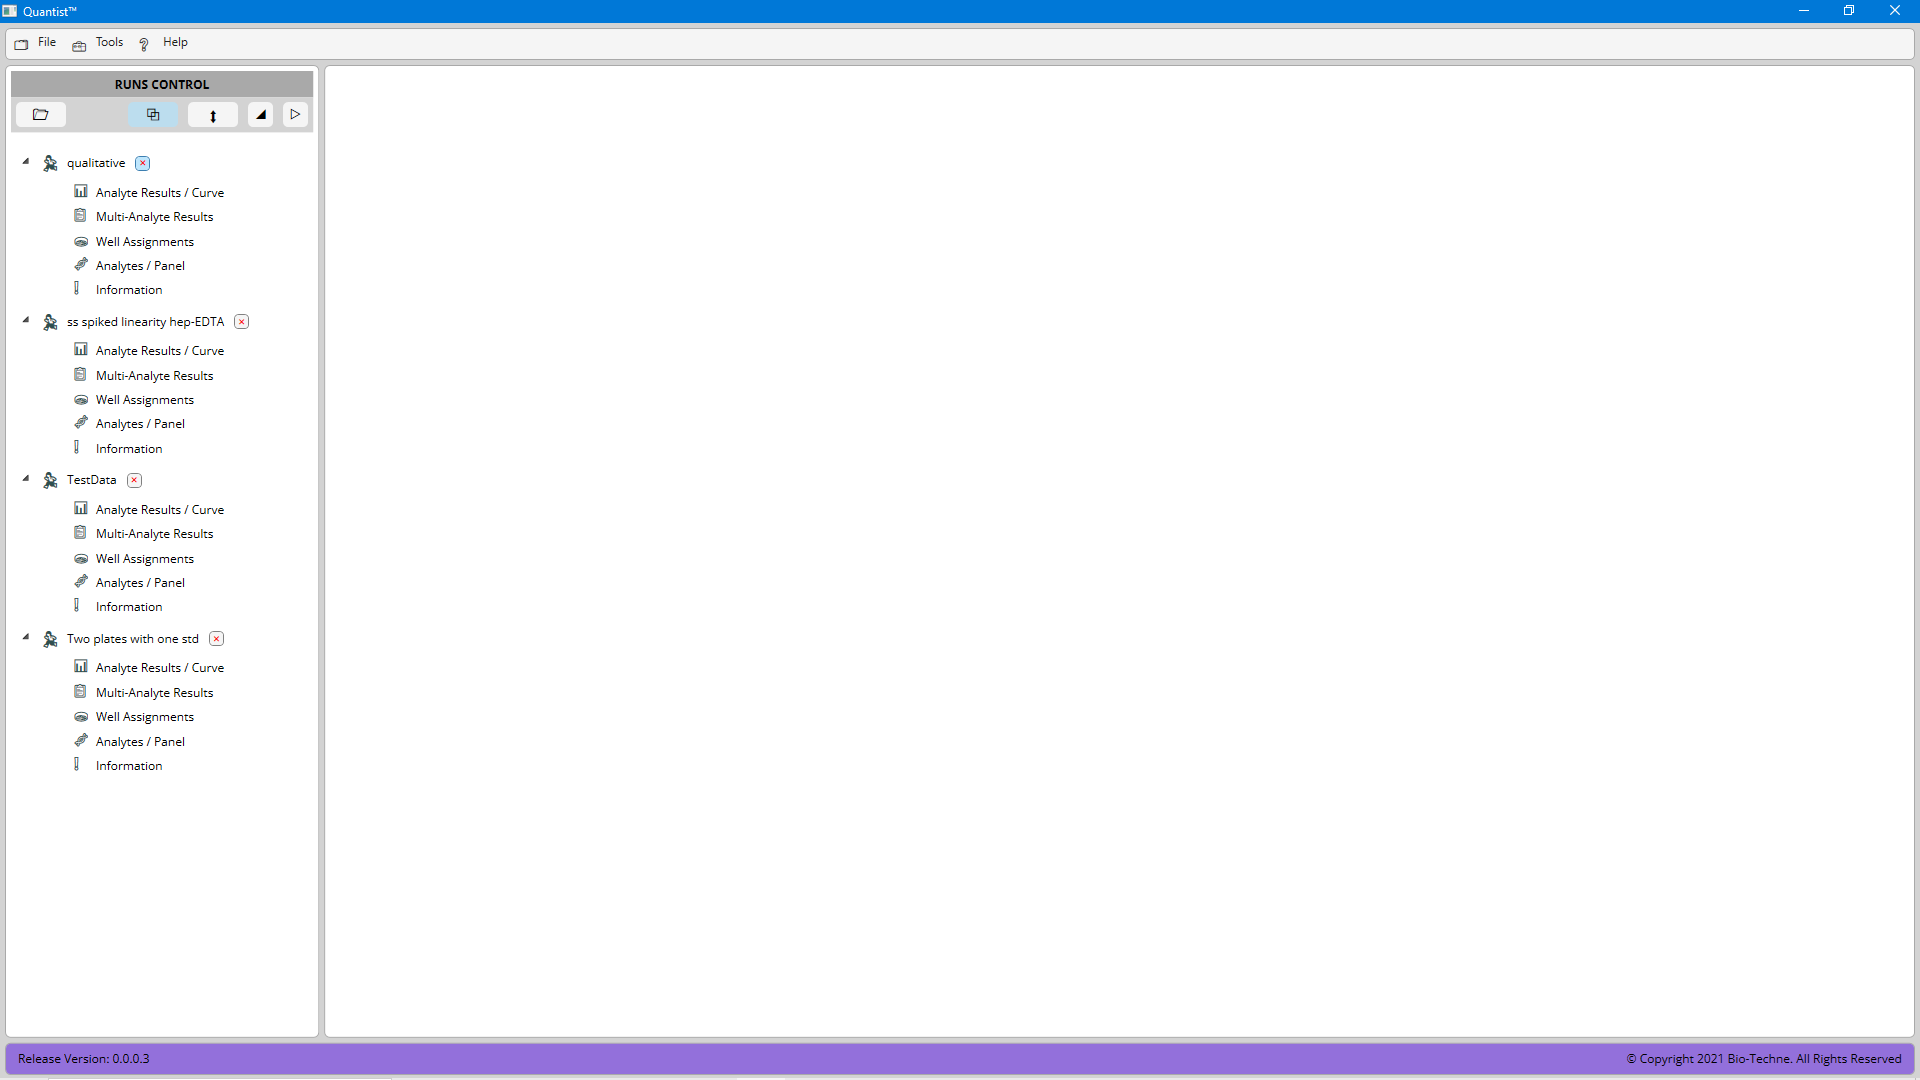 Quantist™
File Tools Help
RUNS CONTROL
qualitative
Analyte Results / Curve
Multi-Analyte Results
Well Assignments
Analytes / Panel
Information
ss spiked linearity hep-EDTA
Analyte Results / Curve
Multi-Analyte Results
Well Assignments
Analytes / Panel
Information
TestData
Analyte Results / Curve
Multi-Analyte Results
Well Assignments
Analytes / Panel
Information
Two plates with one std
Analyte Results / Curve
Multi-Analyte Results
Well Assignments
Analytes / Panel
Information
Release Version: 0.0.0.3
© Copyright 2021 Bio-Techne. All Rights Reserved